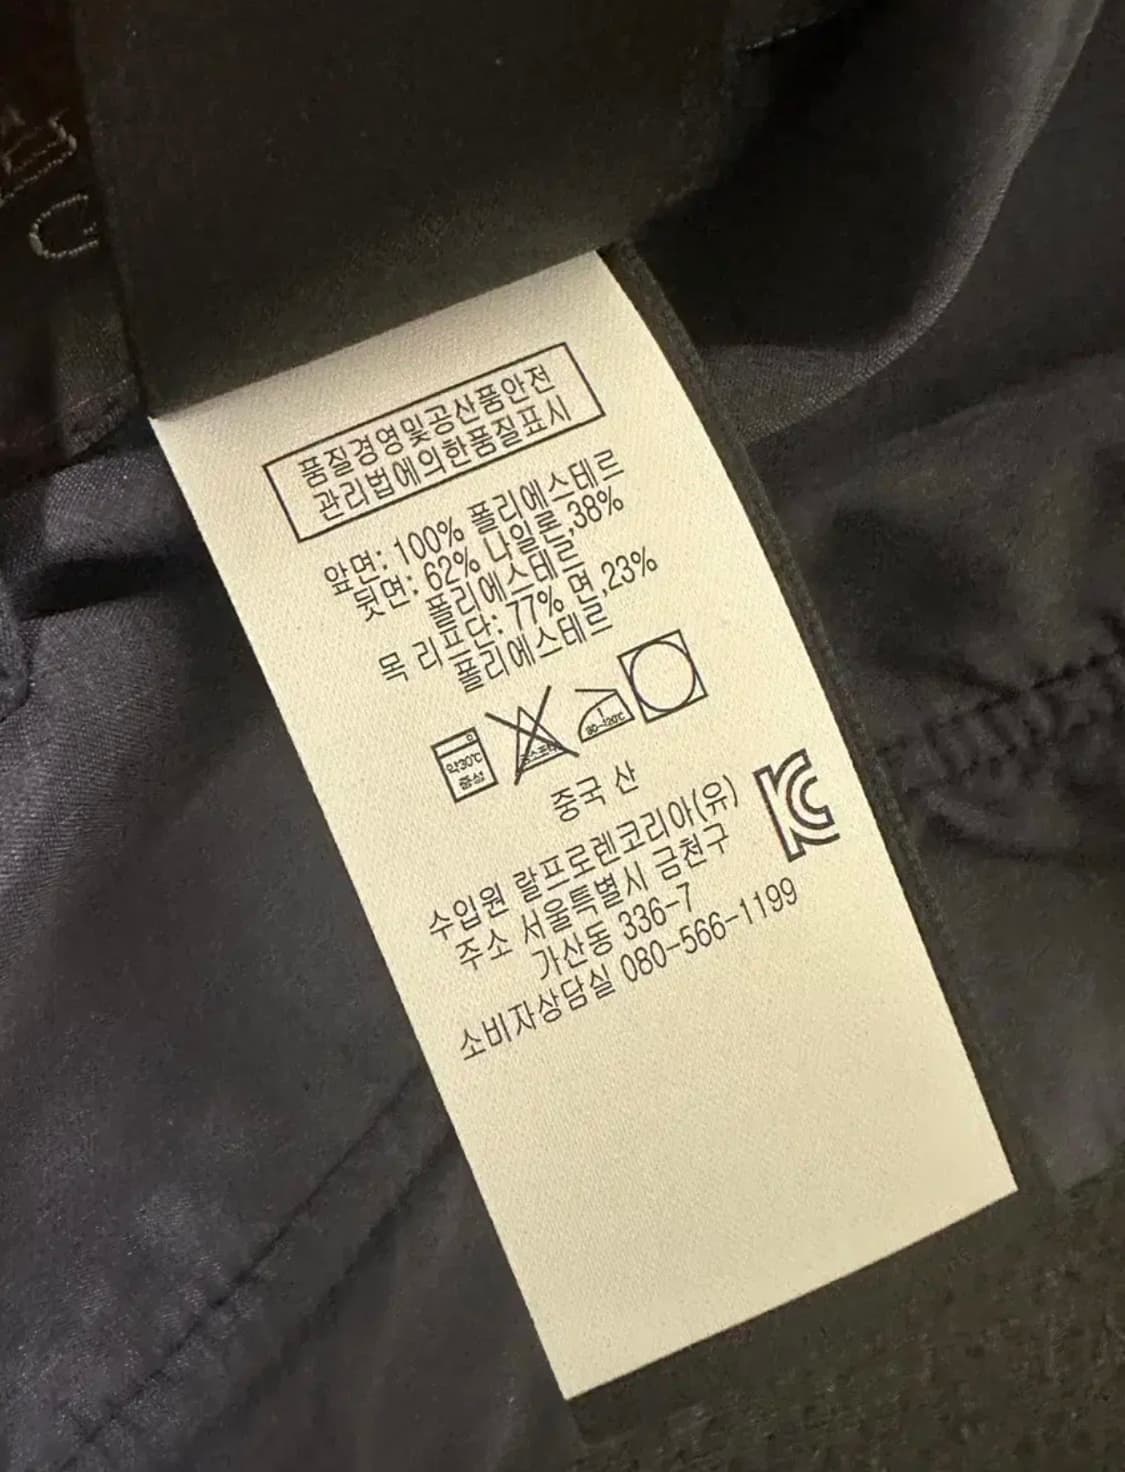 품질경영및공산품안전
관리법에의한품질표시
앞면: 100% 폴리에스테르
뒷면: 62% 나일론,38%
폴리에스테르
목 리프단: 77% 면,23%
폴리에스테르
약30℃
중성
80~120℃
중국 산
수입원 랄프로렌코리아(유)
주소 서울특별시 금천구
가산동 336-7
소비자상담실 080-566-1199